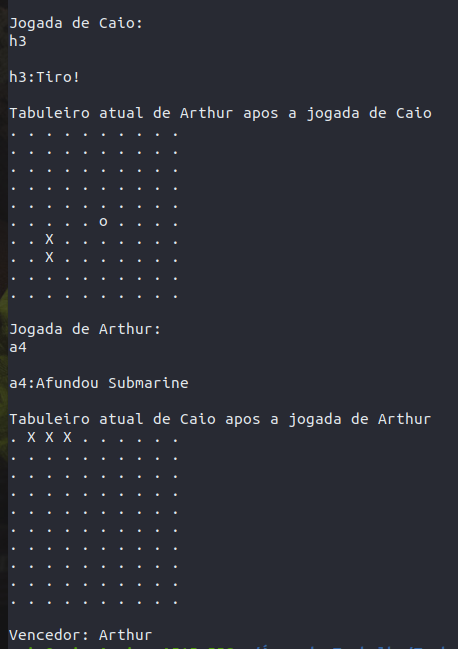 Jogada de Caio:
h3
h3:Tiro!
Tabuleiro atual de Arthur apos a jogada de Caio
. . . . . . . . . .
. . . . . . . . . .
. . . . . . . . . .
. . . . . . . . . .
. . . . . . . . . .
. . . . . o . . . .
. . X . . . . . . .
. . X . . . . . . .
. . . . . . . . . .
. . . . . . . . . .
Jogada de Arthur:
a4
a4:Afundou Submarine
Tabuleiro atual de Caio apos a jogada de Arthur
. X X X . . . . . .
. . . . . . . . . .
. . . . . . . . . .
. . . . . . . . . .
. . . . . . . . . .
. . . . . . . . . .
. . . . . . . . . .
. . . . . . . . . .
. . . . . . . . . .
. . . . . . . . . .
Vencedor: Arthur